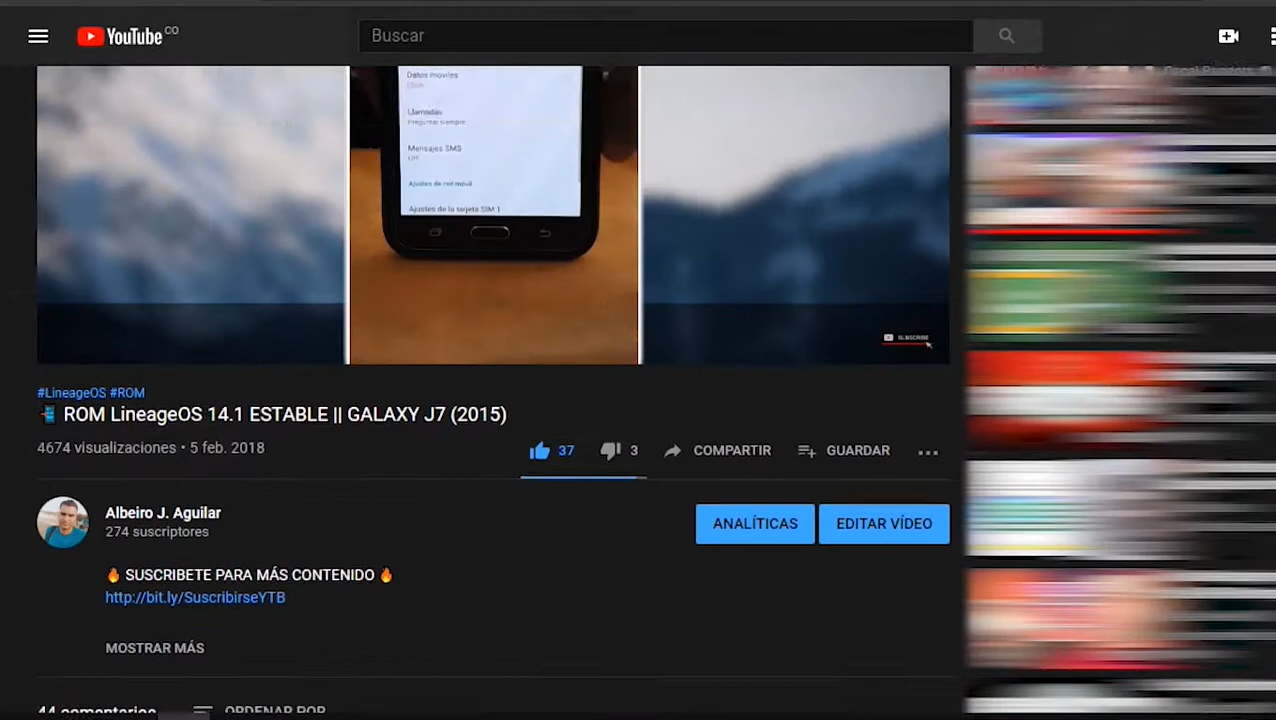 YouTube CO
Buscar
Datos móviles
Llamadas
Preguntar siempre
Mensajes SMS
Off
Ajustes de red móvil
Ajustes de la tarjeta SIM 1
SUBSCRIBE
#LineageOS #ROM
ROM LineageOS 14.1 ESTABLE || GALAXY J7 (2015)
4674 visualizaciones • 5 feb. 2018
37
3
COMPARTIR
GUARDAR
Albeiro J. Aguilar
274 suscriptores
ANALÍTICAS
EDITAR VÍDEO
🔥 SUSCRIBETE PARA MÁS CONTENIDO 🔥
http://bit.ly/SuscribirseYTB
MOSTRAR MÁS
44 comentarios
ORDENAR POR